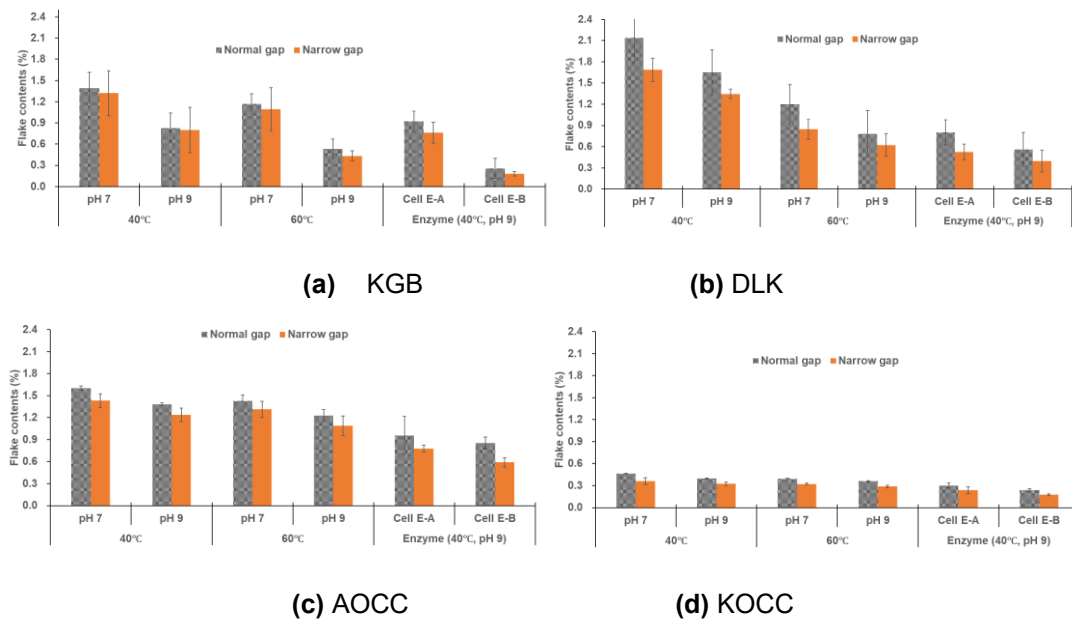 2.4
2.1
1.8
1.5
1.2
0.9
0.6
0.3
0.0
Flake contents (%)
Normal gap Narrow gap
pH 7 pH 9 pH 7 pH 9 Cell E-A Cell E-B
40℃ 60℃ Enzyme (40℃, pH 9)
(a) KGB
2.4
2.1
1.8
1.5
1.2
0.9
0.6
0.3
0.0
Flake contents (%)
Normal gap Narrow gap
pH 7 pH 9 pH 7 pH 9 Cell E-A Cell E-B
40℃ 60℃ Enzyme (40℃, pH 9)
(b) DLK
2.4
2.1
1.8
1.5
1.2
0.9
0.6
0.3
0.0
Flake contents (%)
Normal gap Narrow gap
pH 7 pH 9 pH 7 pH 9 Cell E-A Cell E-B
40℃ 60℃ Enzyme (40℃, pH 9)
(c) AOCC
2.4
2.1
1.8
1.5
1.2
0.9
0.6
0.3
0.0
Flake contents (%)
Normal gap Narrow gap
pH 7 pH 9 pH 7 pH 9 Cell E-A Cell E-B
40℃ 60℃ Enzyme (40℃, pH 9)
(d) KOCC